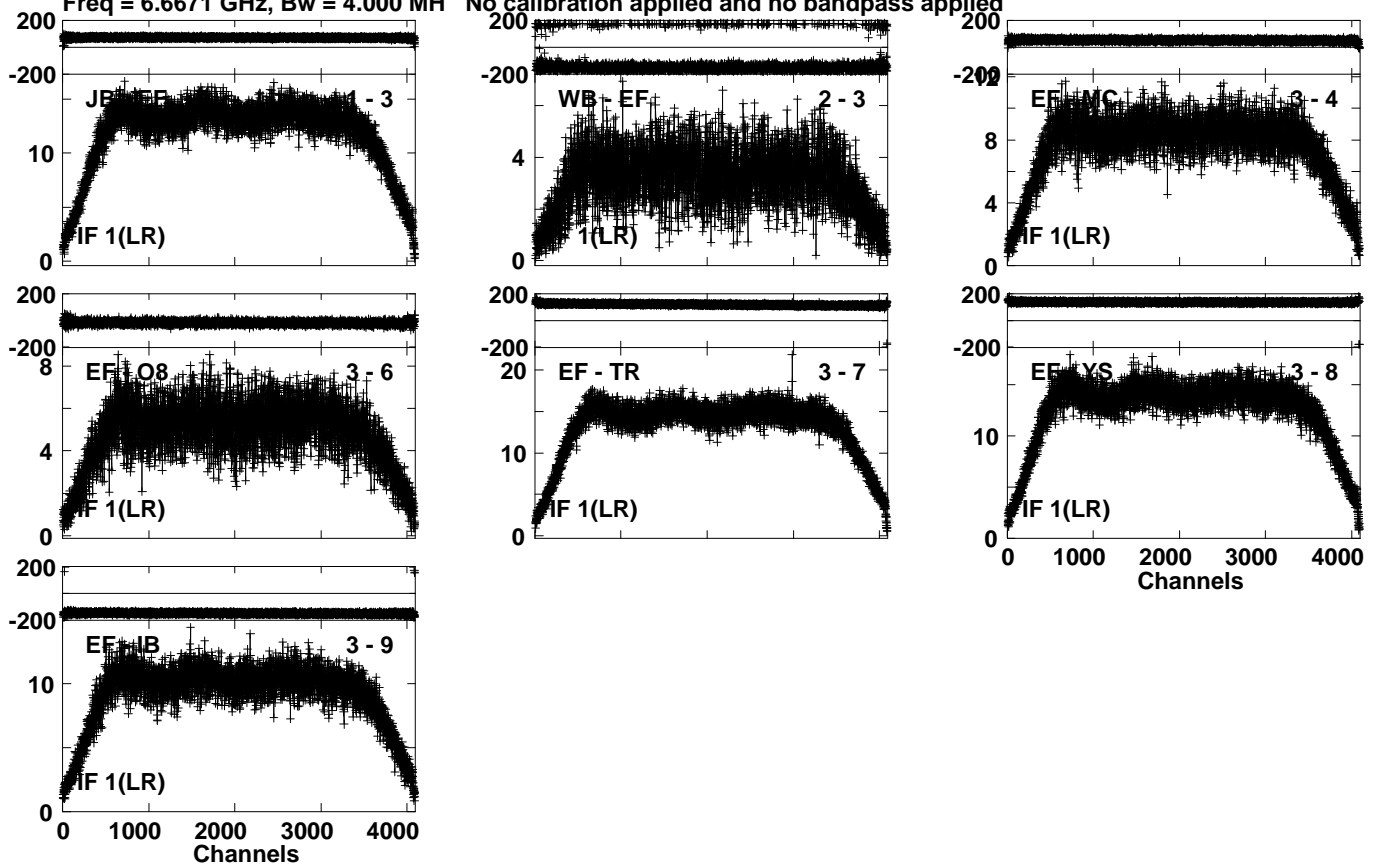 Freq = 6.6671 GHz, Bw = 4.000 MH No calibration applied and no bandpass applied
200
-200
JB - EF 1 - 3
10
0
IF 1(LR)
200
-200
WB - EF 2 - 3
4
0
1(LR)
200
-200
12
EF - MC 3 - 4
8
4
0
IF 1(LR)
200
-200
8
EF - O8 3 - 6
4
0
IF 1(LR)
200
-200
20
EF - TR 3 - 7
10
0
IF 1(LR)
200
-200
EF - YS 3 - 8
10
0
IF 1(LR)
0 1000 2000 3000 4000
Channels
200
-200
EF - IB 3 - 9
10
0
IF 1(LR)
0 1000 2000 3000 4000
Channels